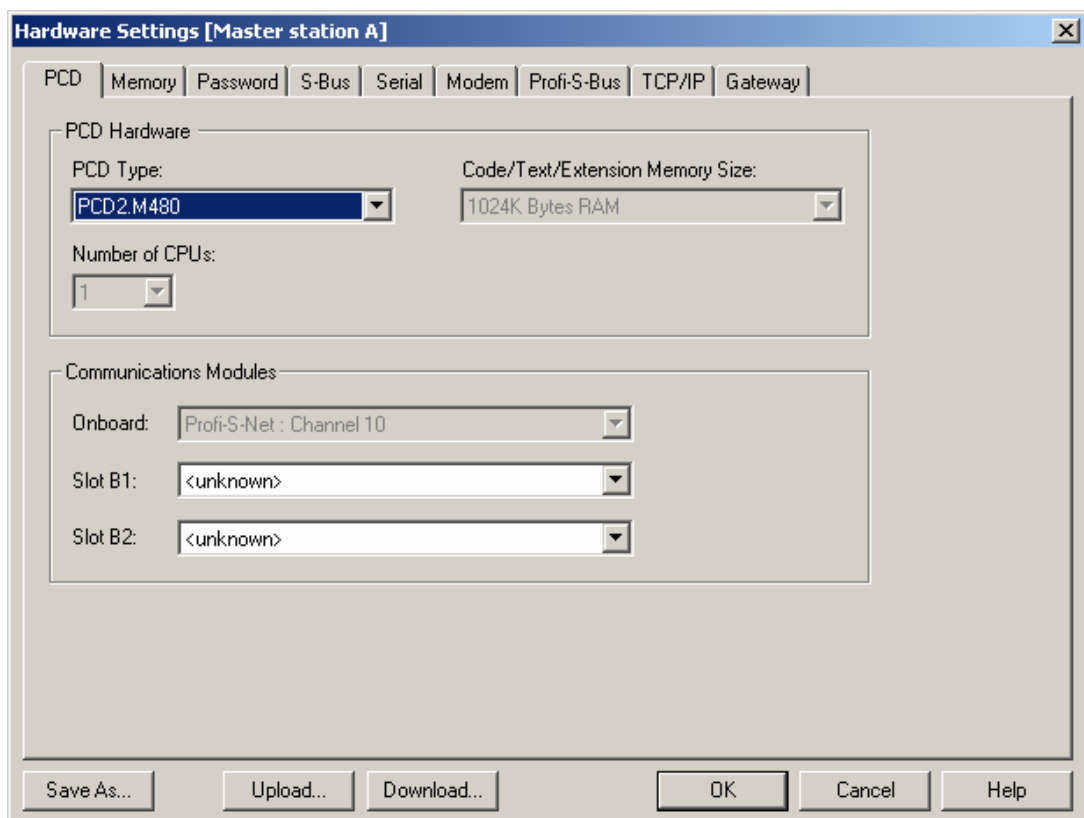 Hardware Settings [Master station A]
PCD Memory Password S-Bus Serial Modem Profi-S-Bus TCP/IP Gateway
PCD Hardware
PCD Type: Code/Text/Extension Memory Size:
PCD2.M480 1024K Bytes RAM
Number of CPUs:
1
Communications Modules
Onboard: Profi-S-Net : Channel 10
Slot B1: <unknown>
Slot B2: <unknown>
Save As... Upload... Download... OK Cancel Help